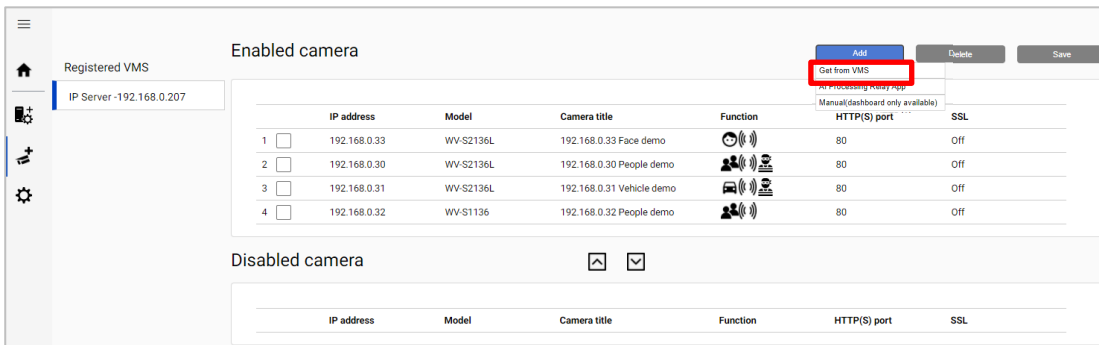 Enabled camera
Add Delete Save
Registered VMS
Get from VMS
AI Processing Relay App
IP Server -192.168.0.207
Manual(dashboard only available)
IP address Model Camera title Function HTTP(S) port SSL
1 192.168.0.33 WV-S2136L 192.168.0.33 Face demo 80 Off
2 192.168.0.30 WV-S2136L 192.168.0.30 People demo 80 Off
3 192.168.0.31 WV-S2136L 192.168.0.31 Vehicle demo 80 Off
4 192.168.0.32 WV-S1136 192.168.0.32 People demo 80 Off
Disabled camera
IP address Model Camera title Function HTTP(S) port SSL